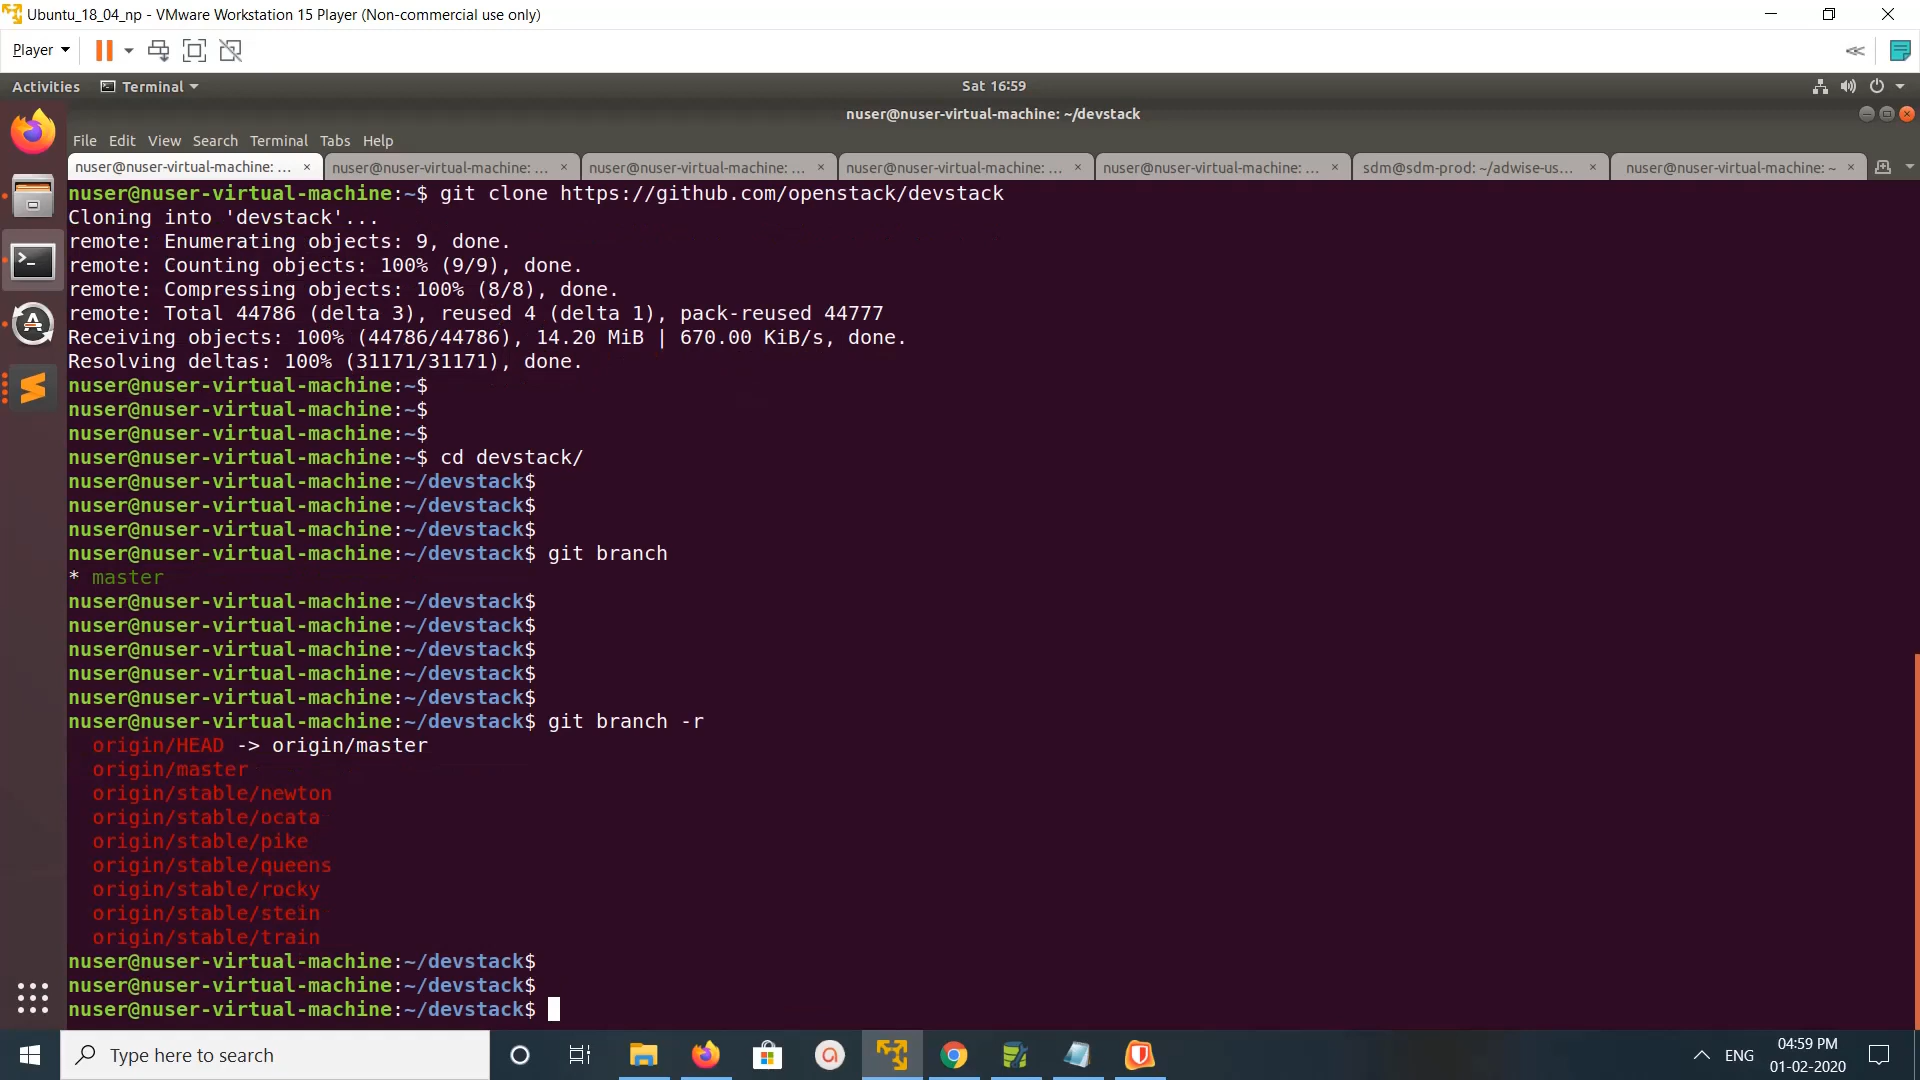 Ubuntu_18_04_np - VMware Workstation 15 Player (Non-commercial use only)
Player
Activities Terminal Sat 16:59
nuser@nuser-virtual-machine: ~/devstack
File Edit View Search Terminal Tabs Help
nuser@nuser-virtual-machine: ... × nuser@nuser-virtual-machine: ... × nuser@nuser-virtual-machine: ... × nuser@nuser-virtual-machine: ... × nuser@nuser-virtual-machine: ... × sdm@sdm-prod: ~/adwise-us... × nuser@nuser-virtual-machine: ~ ×
nuser@nuser-virtual-machine:~$ git clone https://github.com/openstack/devstack
Cloning into 'devstack'...
remote: Enumerating objects: 9, done.
remote: Counting objects: 100% (9/9), done.
remote: Compressing objects: 100% (8/8), done.
remote: Total 44786 (delta 3), reused 4 (delta 1), pack-reused 44777
Receiving objects: 100% (44786/44786), 14.20 MiB | 670.00 KiB/s, done.
Resolving deltas: 100% (31171/31171), done.
nuser@nuser-virtual-machine:~$
nuser@nuser-virtual-machine:~$
nuser@nuser-virtual-machine:~$
nuser@nuser-virtual-machine:~$ cd devstack/
nuser@nuser-virtual-machine:~/devstack$
nuser@nuser-virtual-machine:~/devstack$
nuser@nuser-virtual-machine:~/devstack$
nuser@nuser-virtual-machine:~/devstack$ git branch
* master
nuser@nuser-virtual-machine:~/devstack$
nuser@nuser-virtual-machine:~/devstack$
nuser@nuser-virtual-machine:~/devstack$
nuser@nuser-virtual-machine:~/devstack$
nuser@nuser-virtual-machine:~/devstack$
nuser@nuser-virtual-machine:~/devstack$ git branch -r
origin/HEAD -> origin/master
origin/master
origin/stable/newton
origin/stable/ocata
origin/stable/pike
origin/stable/queens
origin/stable/rocky
origin/stable/stein
origin/stable/train
nuser@nuser-virtual-machine:~/devstack$
nuser@nuser-virtual-machine:~/devstack$
nuser@nuser-virtual-machine:~/devstack$
Type here to search
ENG
04:59 PM
01-02-2020